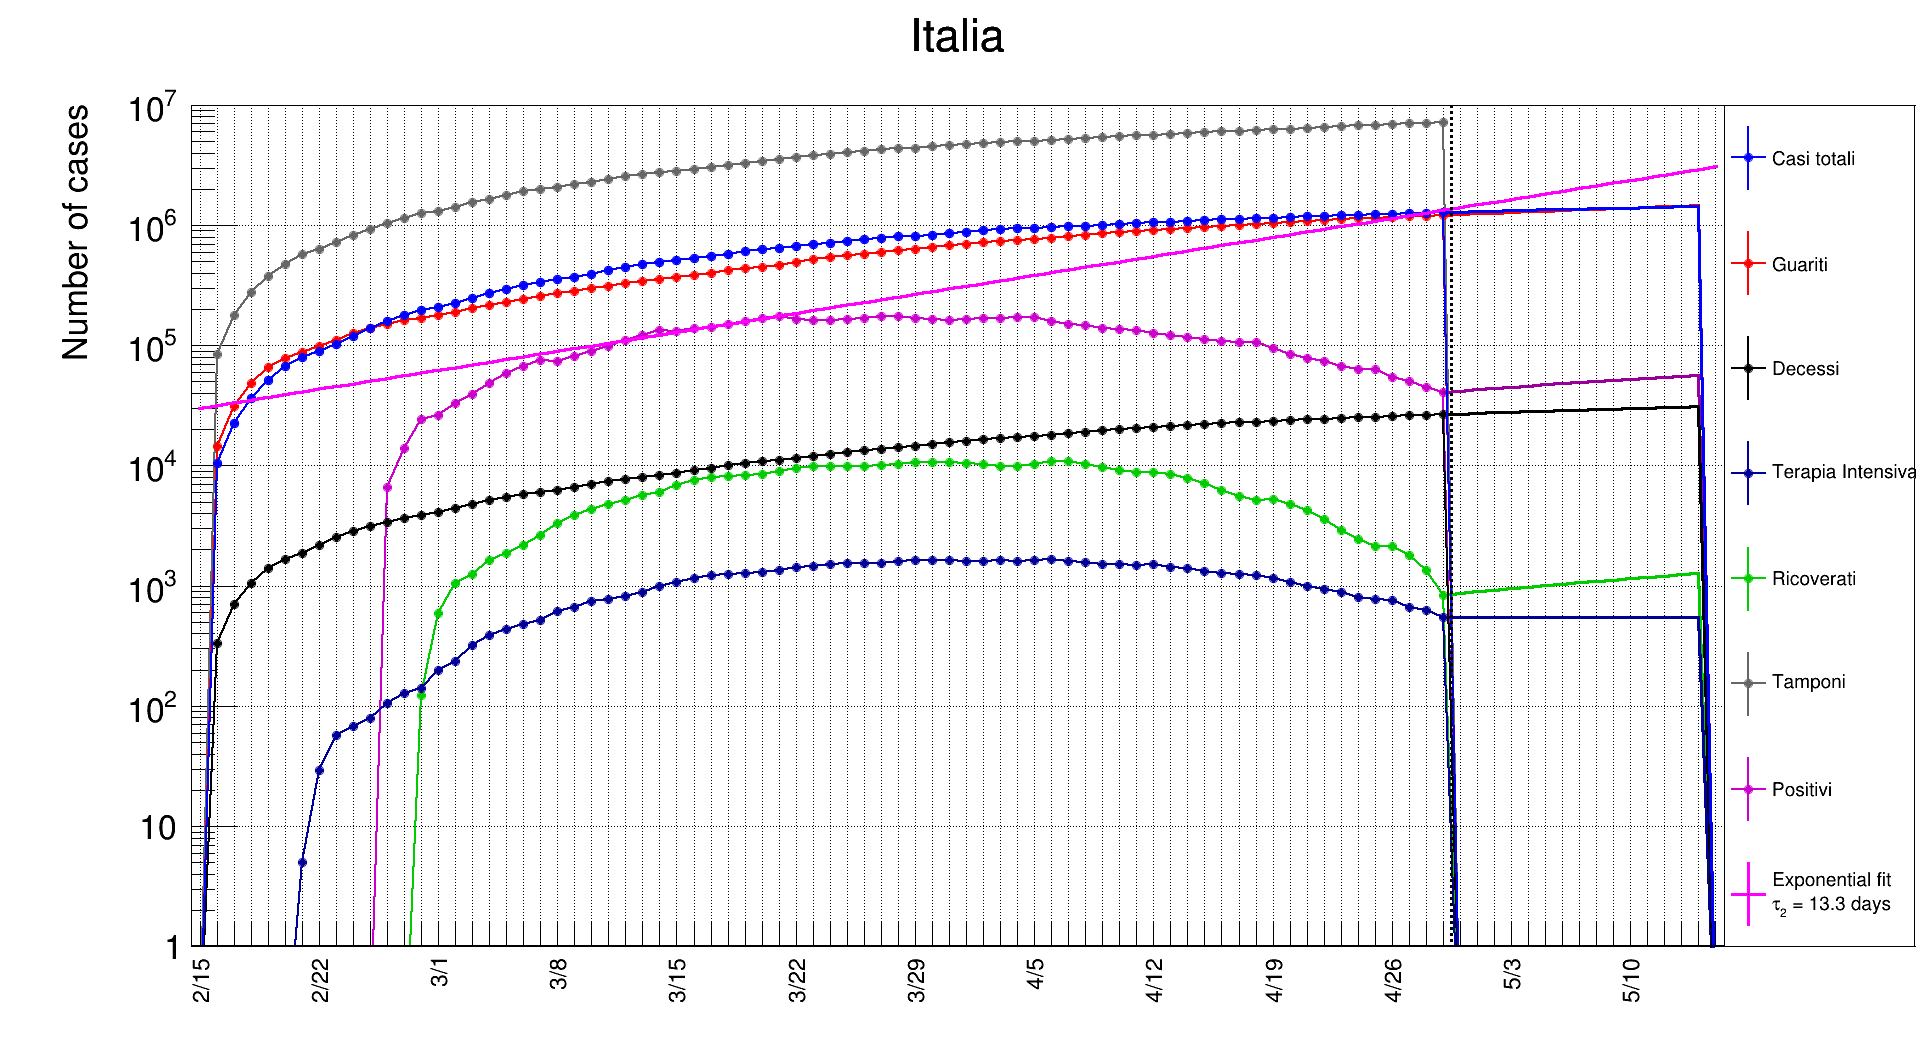 Italia
Number of cases
10^7
10^6
10^5
10^4
10^3
10^2
10
1
2/15
2/22
3/1
3/8
3/15
3/22
3/29
4/5
4/12
4/19
4/26
5/3
5/10
Casi totali
Guariti
Decessi
Terapia Intensiva
Ricoverati
Tamponi
Positivi
Exponential fit
τ₂ = 13.3 days